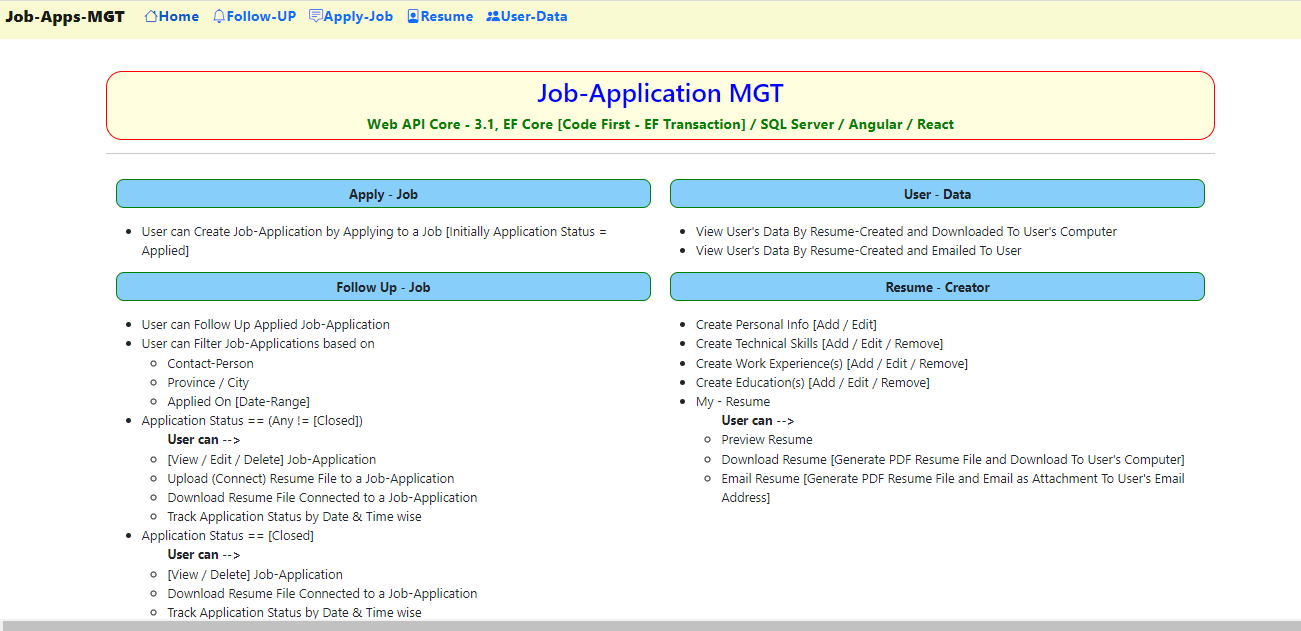 Job-Apps-MGT Home Follow-UP Apply-Job Resume User-Data
Job-Application MGT
Web API Core - 3.1, EF Core [Code First - EF Transaction] / SQL Server / Angular / React
Apply - Job
User can Create Job-Application by Applying to a Job [Initially Application Status =
Applied]
Follow Up - Job
User can Follow Up Applied Job-Application
User can Filter Job-Applications based on
Contact-Person
Province / City
Applied On [Date-Range]
Application Status == (Any != [Closed])
User can -->
[View / Edit / Delete] Job-Application
Upload (Connect) Resume File to a Job-Application
Download Resume File Connected to a Job-Application
Track Application Status by Date & Time wise
Application Status == [Closed]
User can -->
[View / Delete] Job-Application
Download Resume File Connected to a Job-Application
Track Application Status by Date & Time wise
User - Data
View User's Data By Resume-Created and Downloaded To User's Computer
View User's Data By Resume-Created and Emailed To User
Resume - Creator
Create Personal Info [Add / Edit]
Create Technical Skills [Add / Edit / Remove]
Create Work Experience(s) [Add / Edit / Remove]
Create Education(s) [Add / Edit / Remove]
My - Resume
User can -->
Preview Resume
Download Resume [Generate PDF Resume File and Download To User's Computer]
Email Resume [Generate PDF Resume File and Email as Attachment To User's Email
Address]